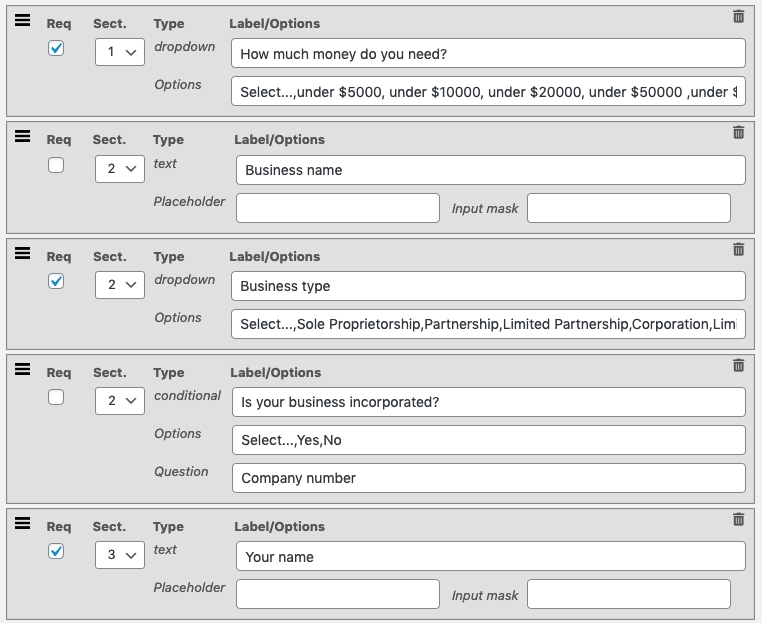 Req Sect. Type Label/Options
1 dropdown How much money do you need?
Options Select...,under $5000, under $10000, under $20000, under $50000 ,under $
Req Sect. Type Label/Options
2 text Business name
Placeholder Input mask
Req Sect. Type Label/Options
2 dropdown Business type
Options Select...,Sole Proprietorship,Partnership,Limited Partnership,Corporation,Limi
Req Sect. Type Label/Options
2 conditional Is your business incorporated?
Options Select...,Yes,No
Question Company number
Req Sect. Type Label/Options
3 text Your name
Placeholder Input mask